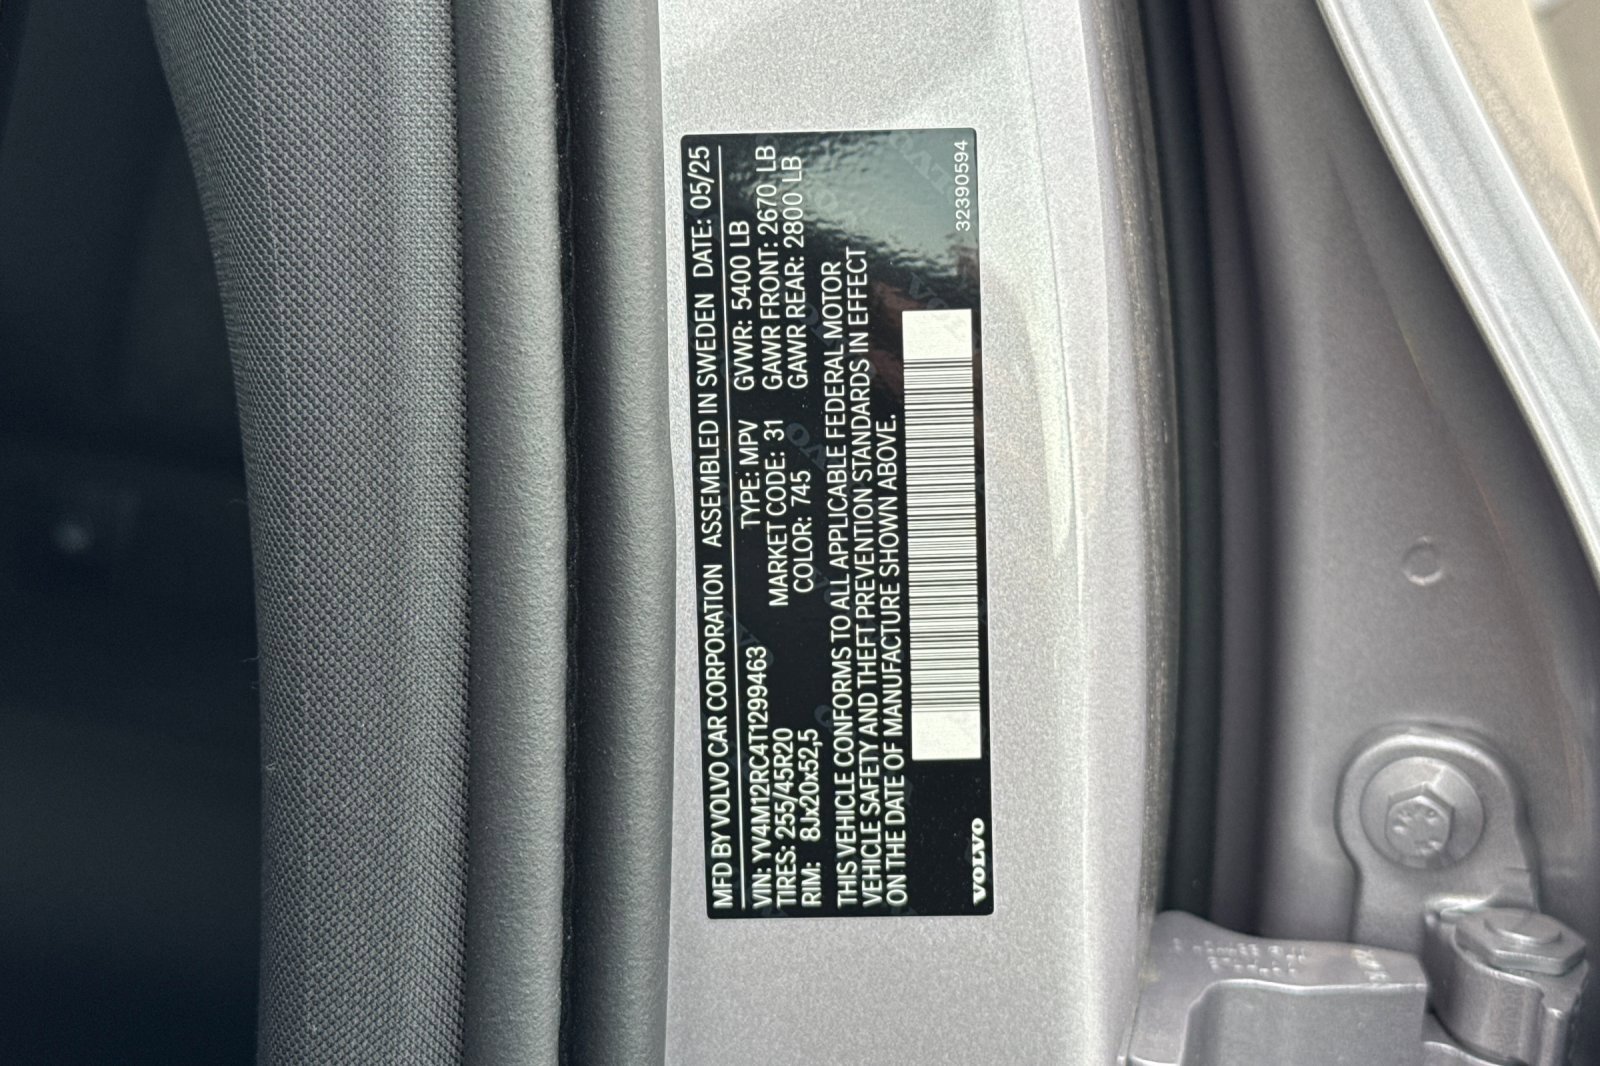 MFD BY VOLVO CAR CORPORATION ASSEMBLED IN SWEDEN DATE: 05/25
VIN: YV4M12RC4T1299463 TYPE: MPV GVWR: 5400 LB
TIRES: 255/45R20 MARKET CODE: 31 GAWR FRONT: 2670 LB
RIM: 8Jx20x52,5 COLOR: 745 GAWR REAR: 2800 LB
THIS VEHICLE CONFORMS TO ALL APPLICABLE FEDERAL MOTOR
VEHICLE SAFETY AND THEFT PREVENTION STANDARDS IN EFFECT
ON THE DATE OF MANUFACTURE SHOWN ABOVE.
VOLVO 32390594